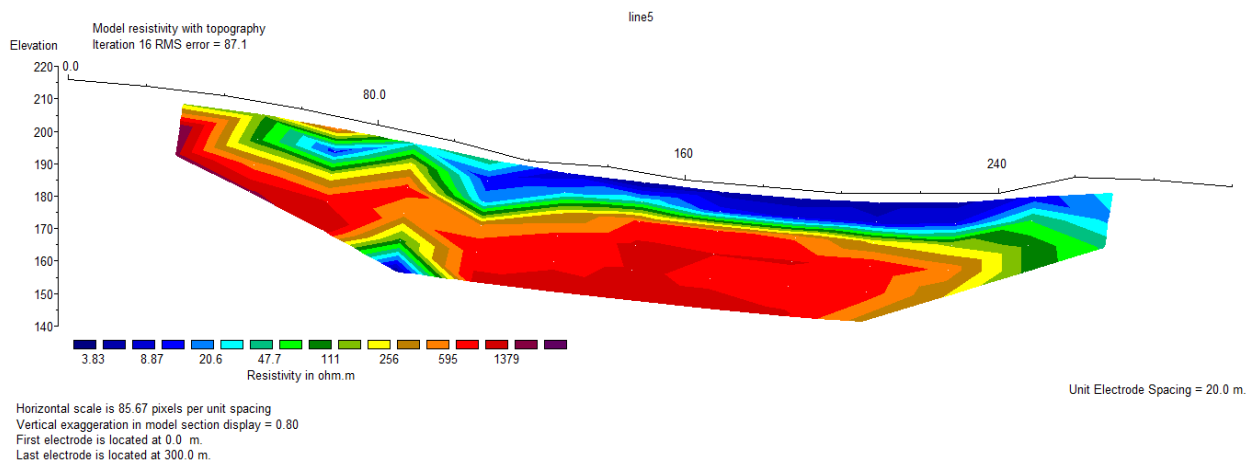 line5
Model resistivity with topography
Iteration 16 RMS error = 87.1
Elevation
220
0.0
210
80.0
200
190
160
240
180
170
160
150
140
3.83 8.87 20.6 47.7 111 256 595 1379
Resistivity in ohm.m
Unit Electrode Spacing = 20.0 m.
Horizontal scale is 85.67 pixels per unit spacing
Vertical exaggeration in model section display = 0.80
First electrode is located at 0.0 m.
Last electrode is located at 300.0 m.